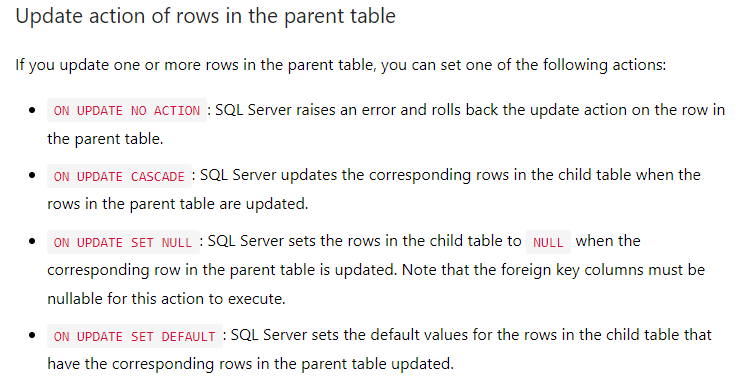 Update action of rows in the parent table
If you update one or more rows in the parent table, you can set one of the following actions:
• ON UPDATE NO ACTION : SQL Server raises an error and rolls back the update action on the row in
the parent table.
• ON UPDATE CASCADE : SQL Server updates the corresponding rows in the child table when the
rows in the parent table are updated.
• ON UPDATE SET NULL : SQL Server sets the rows in the child table to NULL when the
corresponding row in the parent table is updated. Note that the foreign key columns must be
nullable for this action to execute.
• ON UPDATE SET DEFAULT : SQL Server sets the default values for the rows in the child table that
have the corresponding rows in the parent table updated.